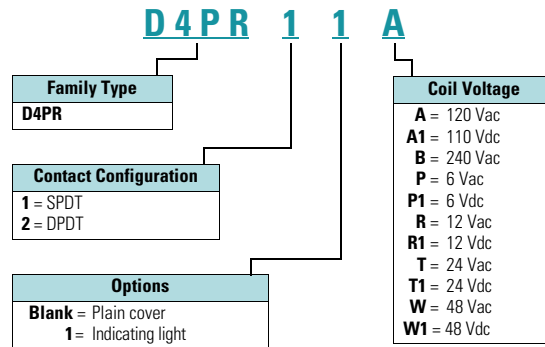 D4PR 1 1 A
Family Type
D4PR
Contact Configuration
1 = SPDT
2 = DPDT
Options
Blank = Plain cover
1 = Indicating light
Coil Voltage
A = 120 Vac
A1 = 110 Vdc
B = 240 Vac
P = 6 Vac
P1 = 6 Vdc
R = 12 Vac
R1 = 12 Vdc
T = 24 Vac
T1 = 24 Vdc
W = 48 Vac
W1 = 48 Vdc